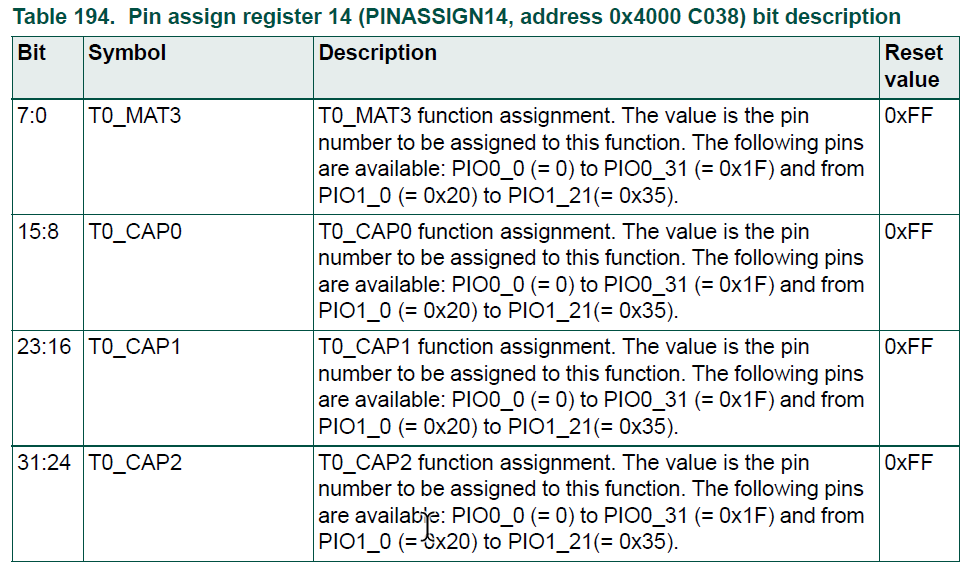 Table 194. Pin assign register 14 (PINASSIGN14, address 0x4000 C038) bit description
Bit Symbol Description Reset
value
7:0 T0_MAT3 T0_MAT3 function assignment. The value is the pin 0xFF
number to be assigned to this function. The following pins
are available: PIO0_0 (= 0) to PIO0_31 (= 0x1F) and from
PIO1_0 (= 0x20) to PIO1_21(= 0x35).
15:8 T0_CAP0 T0_CAP0 function assignment. The value is the pin 0xFF
number to be assigned to this function. The following pins
are available: PIO0_0 (= 0) to PIO0_31 (= 0x1F) and from
PIO1_0 (= 0x20) to PIO1_21(= 0x35).
23:16 T0_CAP1 T0_CAP1 function assignment. The value is the pin 0xFF
number to be assigned to this function. The following pins
are available: PIO0_0 (= 0) to PIO0_31 (= 0x1F) and from
PIO1_0 (= 0x20) to PIO1_21(= 0x35).
31:24 T0_CAP2 T0_CAP2 function assignment. The value is the pin 0xFF
number to be assigned to this function. The following pins
are available: PIO0_0 (= 0) to PIO0_31 (= 0x1F) and from
PIO1_0 (= 0x20) to PIO1_21(= 0x35).